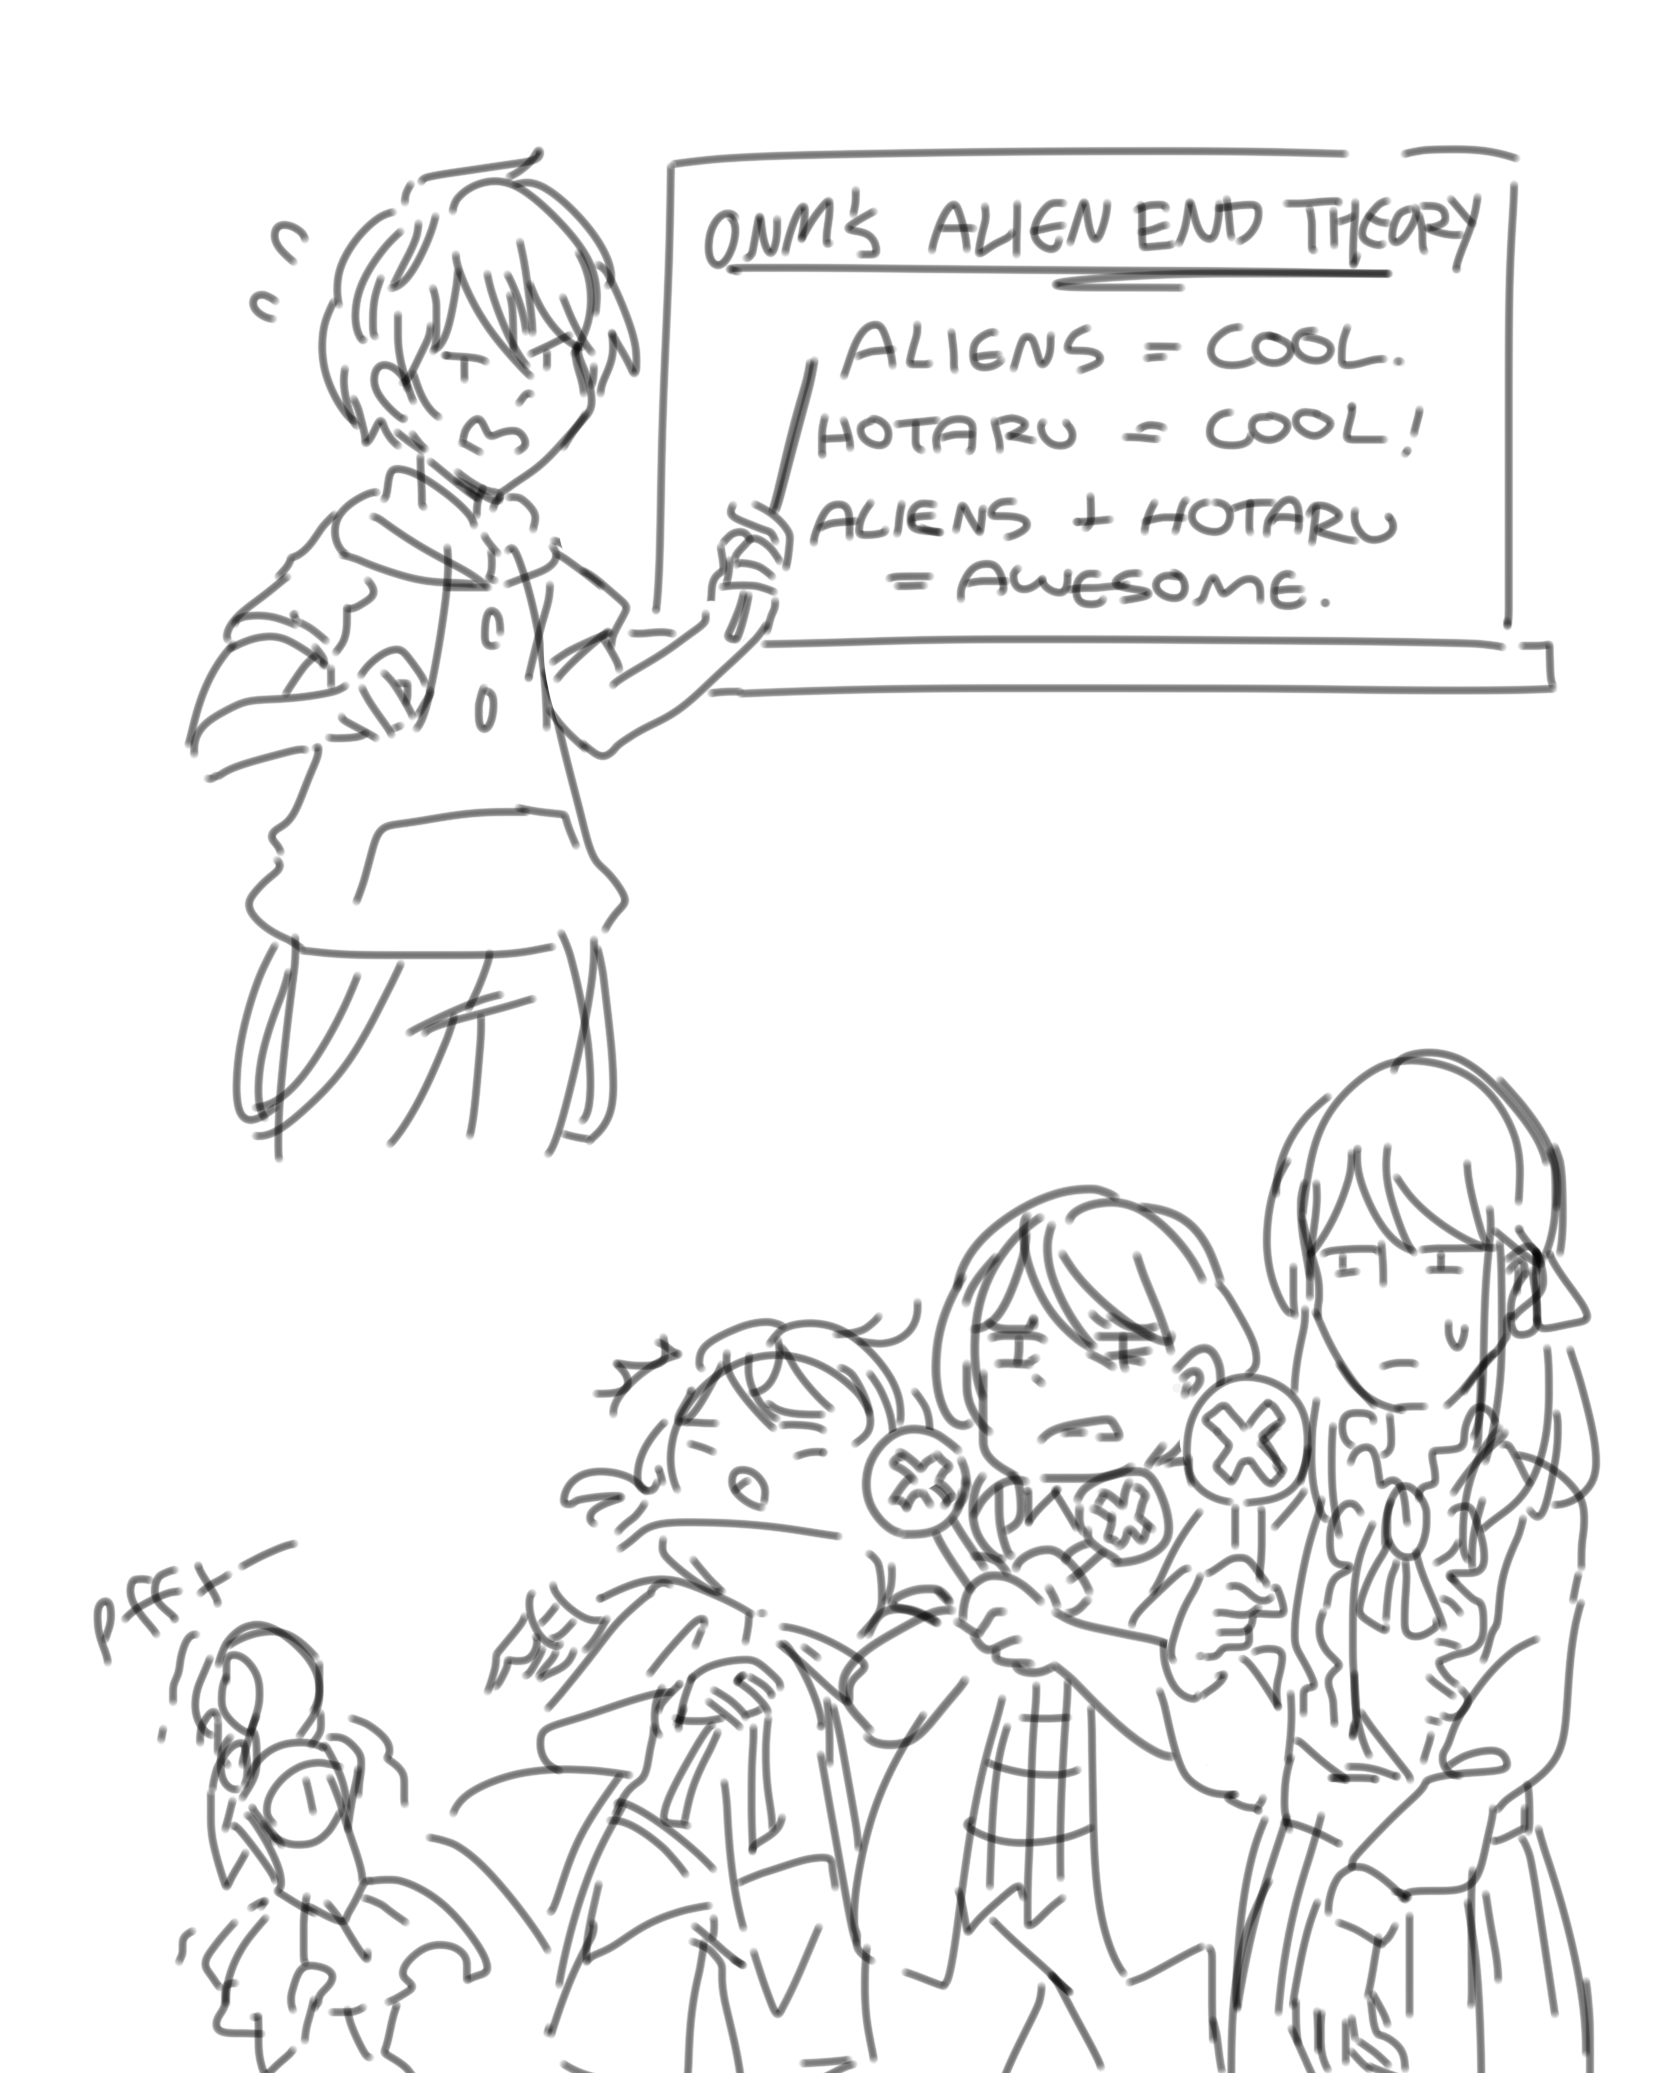 ONM'S ALIEN END THEORY
ALIENS = COOL.
HOTARU = COOL!
ALIENS + HOTARU
= AWESOME.
pfft-